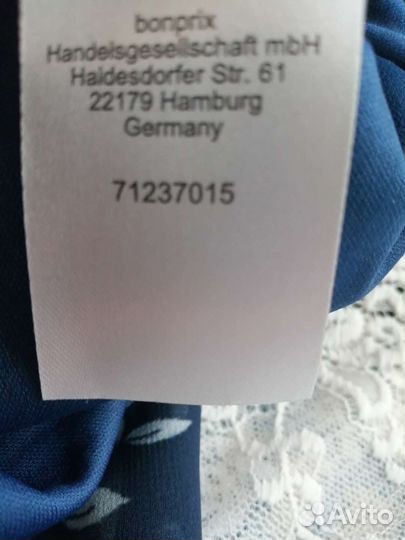 bonprix
Handelsgesellschaft mbH
Haldesdorfer Str. 61
22179 Hamburg
Germany
71237015
Avito